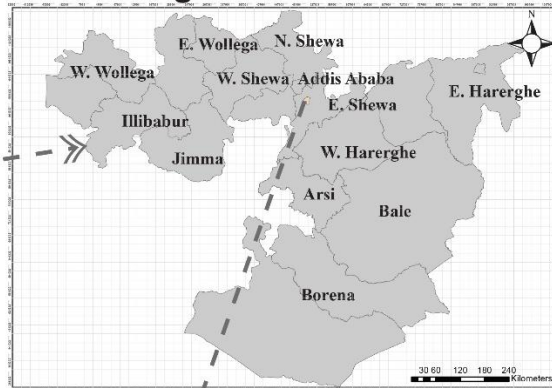 N
N. Shewa
E. Wollega
W. Wollega
W. Shewa
Addis Ababa
E. Harerghe
E. Shewa
Illibabur
W. Harerghe
Jimma
Arsi
Bale
Borena
30 60 120 180 240
Kilometers